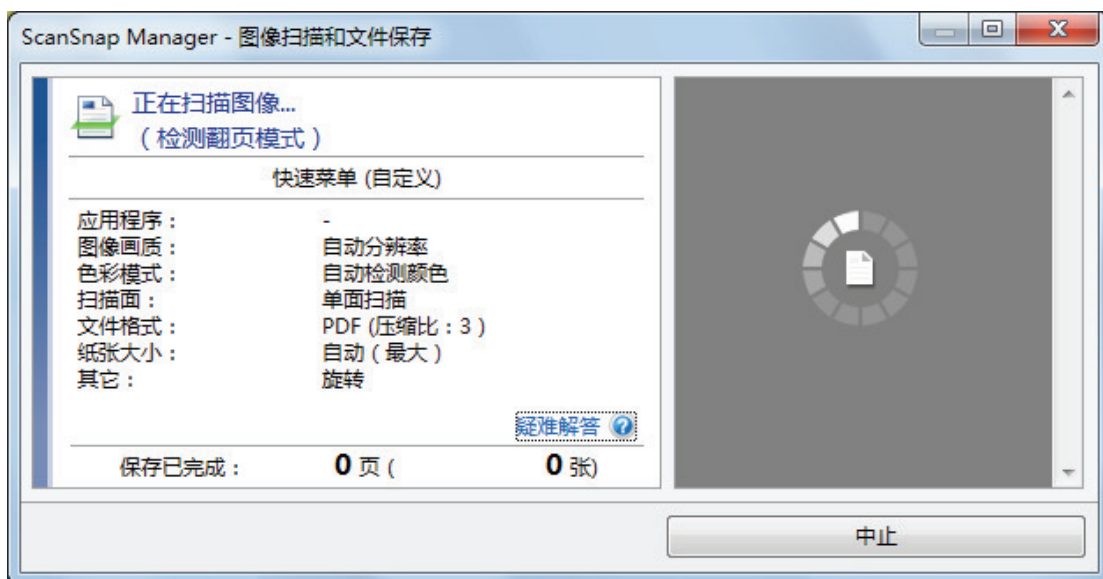 ScanSnap Manager - 图像扫描和文件保存
正在扫描图像...
（检测翻页模式）
快速菜单 (自定义)
应用程序： -
图像画质： 自动分辨率
色彩模式： 自动检测颜色
扫描面： 单面扫描
文件格式： PDF (压缩比：3 )
纸张大小： 自动（最大）
其它： 旋转
疑难解答
保存已完成： 0 页 ( 0 张)
中止